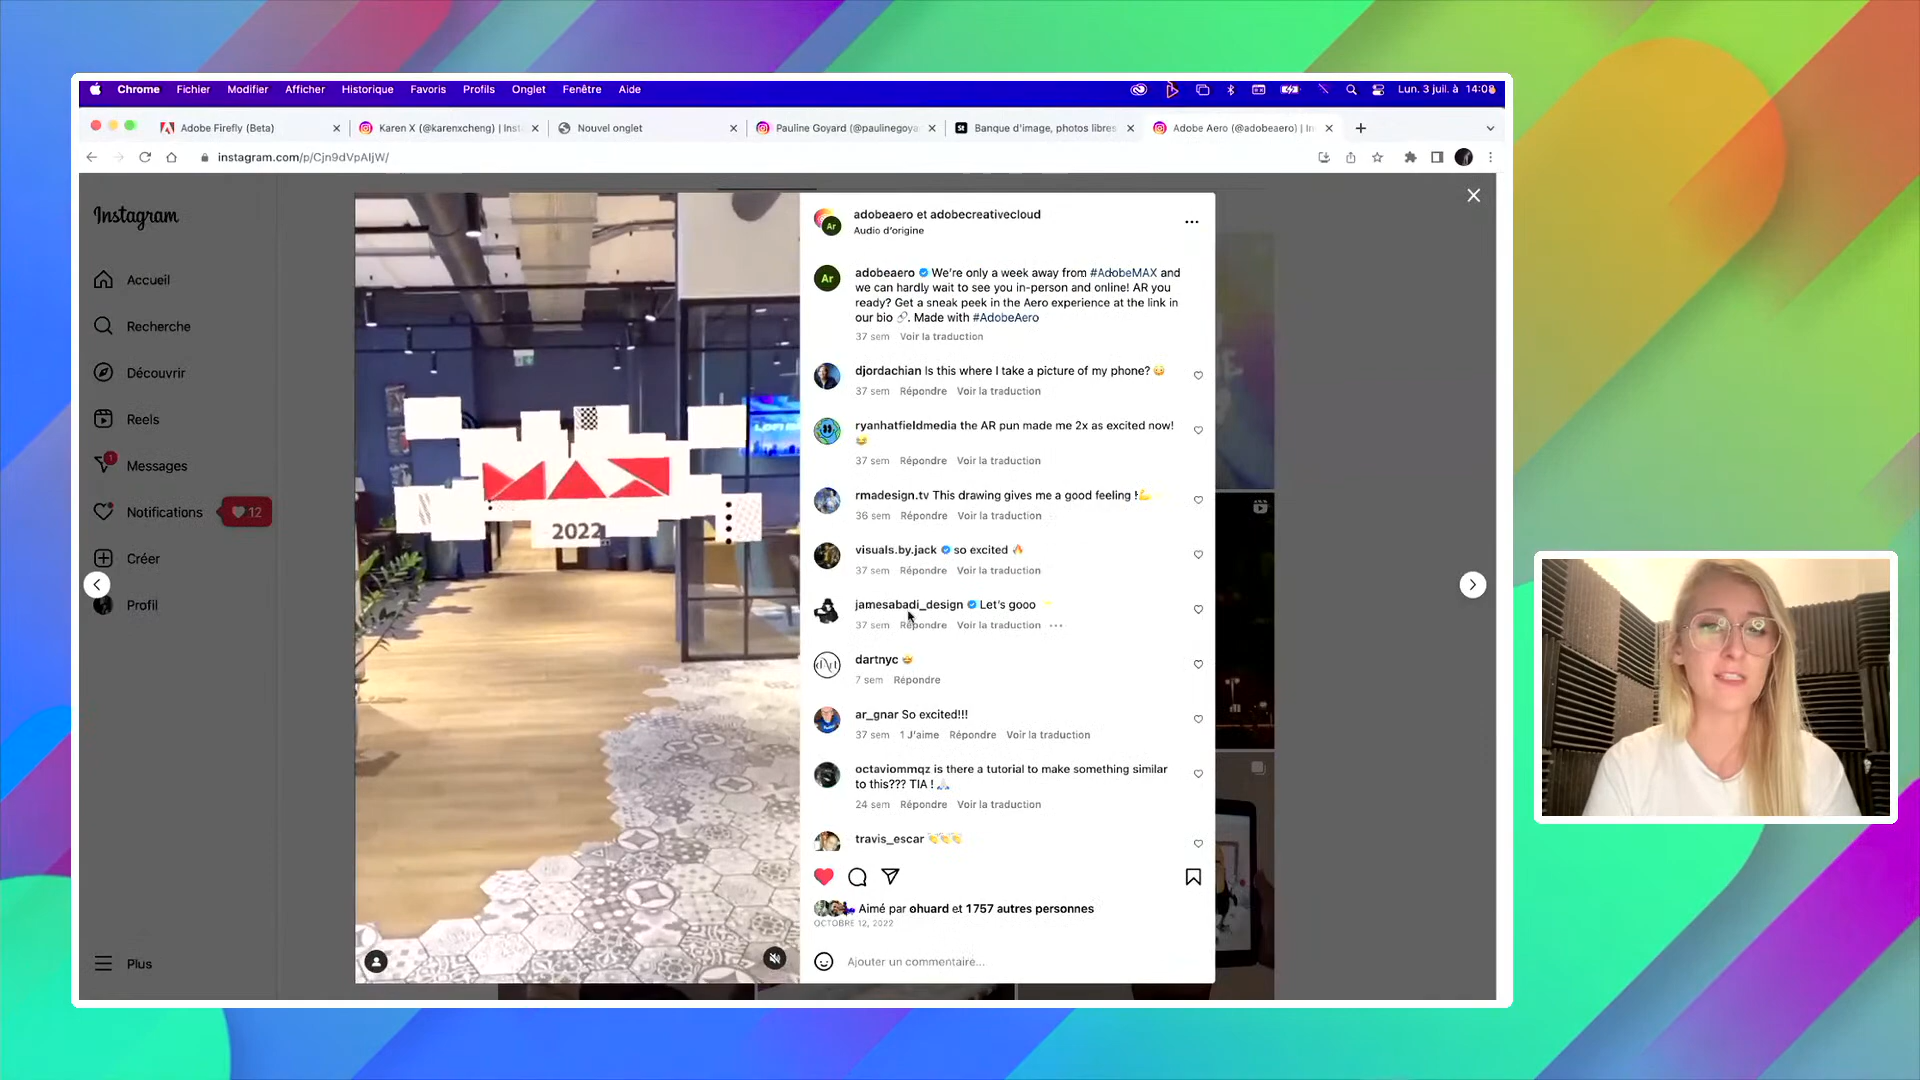 Chrome Fichier Modifier Afficher Historique Favoris Profils Onglet Fenêtre Aide
Lun. 3 juil. à 14:08
Adobe Firefly (Beta)
Karen X (@karenxcheng) | Inst
Nouvel onglet
Pauline Goyard (@paulinegoya
Banque d'image, photos libres
Adobe Aero (@adobeaero) | In
instagram.com/p/Cjn9dVpAIjW/
Instagram
Accueil
Recherche
Découvrir
Reels
Messages
1
Notifications
12
Créer
Profil
Plus
MAX
2022
adobeaero et adobecreativecloud
Audio d'origine
Ar
Ar
adobeaero We're only a week away from #AdobeMAX and
we can hardly wait to see you in-person and online! AR you
ready? Get a sneak peek in the Aero experience at the link in
our bio 🔗. Made with #AdobeAero
37 sem Voir la traduction
djordachian Is this where I take a picture of my phone? 😳
37 sem Répondre Voir la traduction
ryanhatfieldmedia the AR pun made me 2x as excited now!
😂
37 sem Répondre Voir la traduction
rmadesign.tv This drawing gives me a good feeling !💪
36 sem Répondre Voir la traduction
visuals.by.jack so excited 🔥
37 sem Répondre Voir la traduction
jamesabadi_design Let's gooo
37 sem Répondre Voir la traduction
dartnyc 🤩
7 sem Répondre
ar_gnar So excited!!!
37 sem 1 J'aime Répondre Voir la traduction
octaviommqz is there a tutorial to make something similar
to this??? TIA ! 🙏🏻
24 sem Répondre Voir la traduction
travis_escar 👏👏👏
Aimé par ohuard et 1 757 autres personnes
OCTOBRE 12, 2022
Ajouter un commentaire...